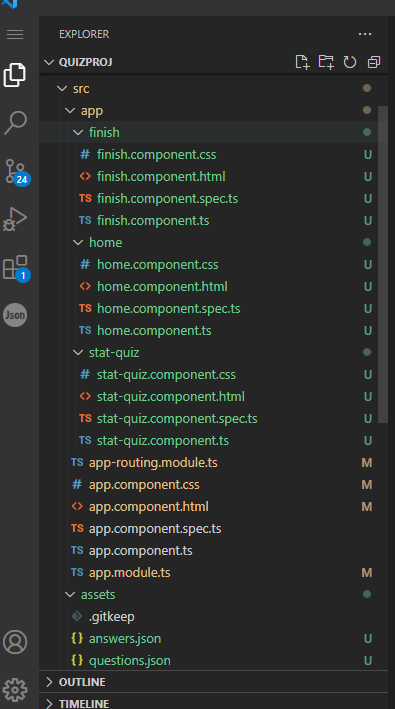 EXPLORER ...
QUIZPROJ
src
app
finish
# finish.component.css U
<> finish.component.html U
TS finish.component.spec.ts U
TS finish.component.ts U
home
# home.component.css U
<> home.component.html U
TS home.component.spec.ts U
TS home.component.ts U
stat-quiz
# stat-quiz.component.css U
<> stat-quiz.component.html U
TS stat-quiz.component.spec.ts U
TS stat-quiz.component.ts U
TS app-routing.module.ts M
# app.component.css M
<> app.component.html M
TS app.component.spec.ts
TS app.component.ts
TS app.module.ts M
assets
.gitkeep
{} answers.json U
{} questions.json U
OUTLINE
TIMELINE
24
1
Json